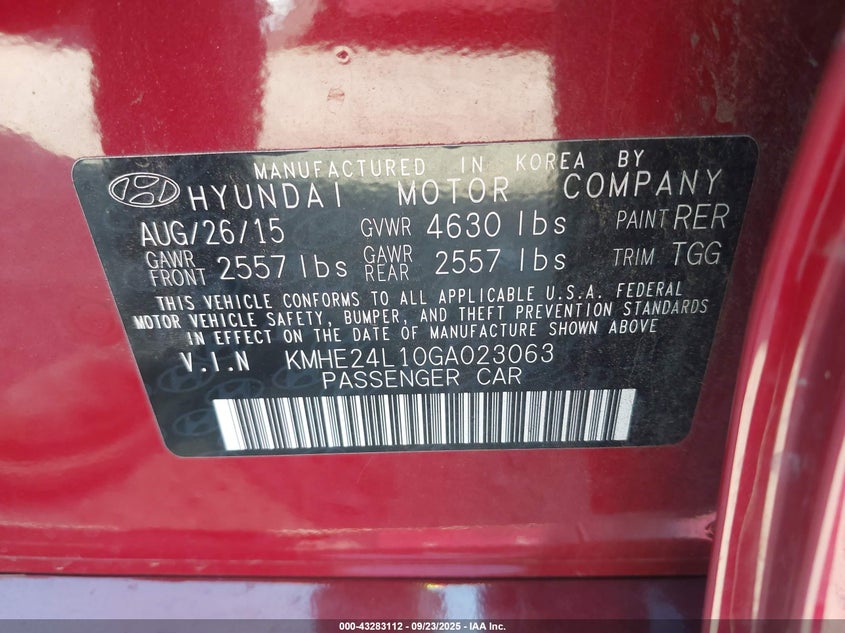 MANUFACTURED IN KOREA BY
HYUNDAI MOTOR COMPANY
AUG/26/15 GVWR 4630 lbs PAINT RER
GAWR FRONT 2557 lbs GAWR REAR 2557 lbs TRIM TGG
THIS VEHICLE CONFORMS TO ALL APPLICABLE U.S.A. FEDERAL
MOTOR VEHICLE SAFETY, BUMPER, AND THEFT PREVENTION STANDARDS
IN EFFECT ON THE DATE OF MANUFACTURE SHOWN ABOVE
V.I.N KMHE24L10GA023063
PASSENGER CAR
000-43283112 - 09/23/2025 - IAA Inc.